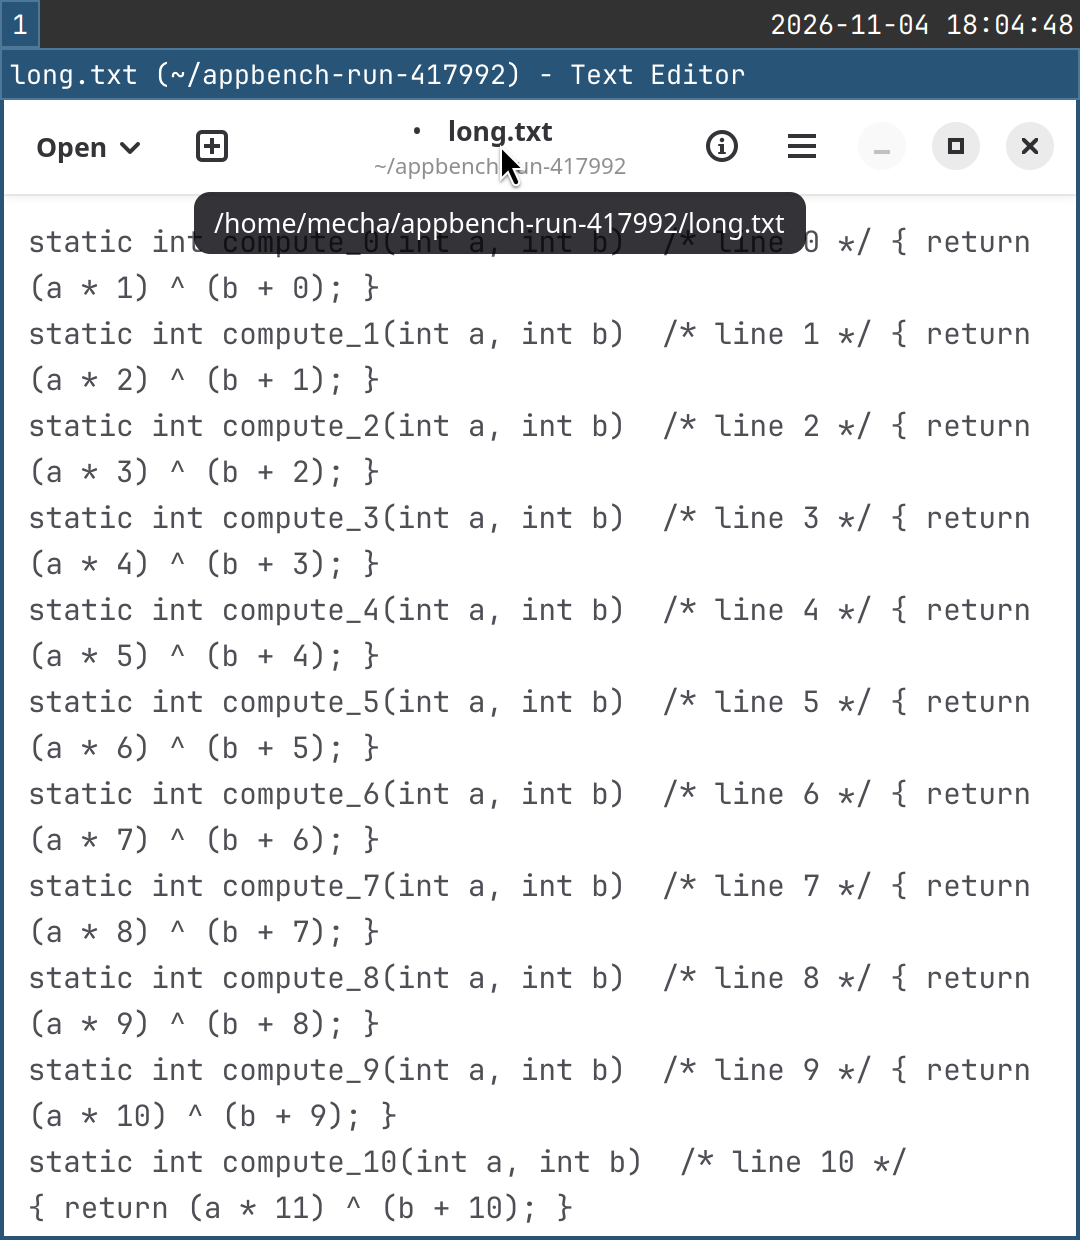 1 2026-11-04 18:04:48
long.txt (~/appbench-run-417992) - Text Editor
Open • long.txt
~/appbench-run-417992
/home/mecha/appbench-run-417992/long.txt
static int compute_0(int a, int b)  /* line 0 */ { return
(a * 1) ^ (b + 0); }
static int compute_1(int a, int b)  /* line 1 */ { return
(a * 2) ^ (b + 1); }
static int compute_2(int a, int b)  /* line 2 */ { return
(a * 3) ^ (b + 2); }
static int compute_3(int a, int b)  /* line 3 */ { return
(a * 4) ^ (b + 3); }
static int compute_4(int a, int b)  /* line 4 */ { return
(a * 5) ^ (b + 4); }
static int compute_5(int a, int b)  /* line 5 */ { return
(a * 6) ^ (b + 5); }
static int compute_6(int a, int b)  /* line 6 */ { return
(a * 7) ^ (b + 6); }
static int compute_7(int a, int b)  /* line 7 */ { return
(a * 8) ^ (b + 7); }
static int compute_8(int a, int b)  /* line 8 */ { return
(a * 9) ^ (b + 8); }
static int compute_9(int a, int b)  /* line 9 */ { return
(a * 10) ^ (b + 9); }
static int compute_10(int a, int b)  /* line 10 */
{ return (a * 11) ^ (b + 10); }